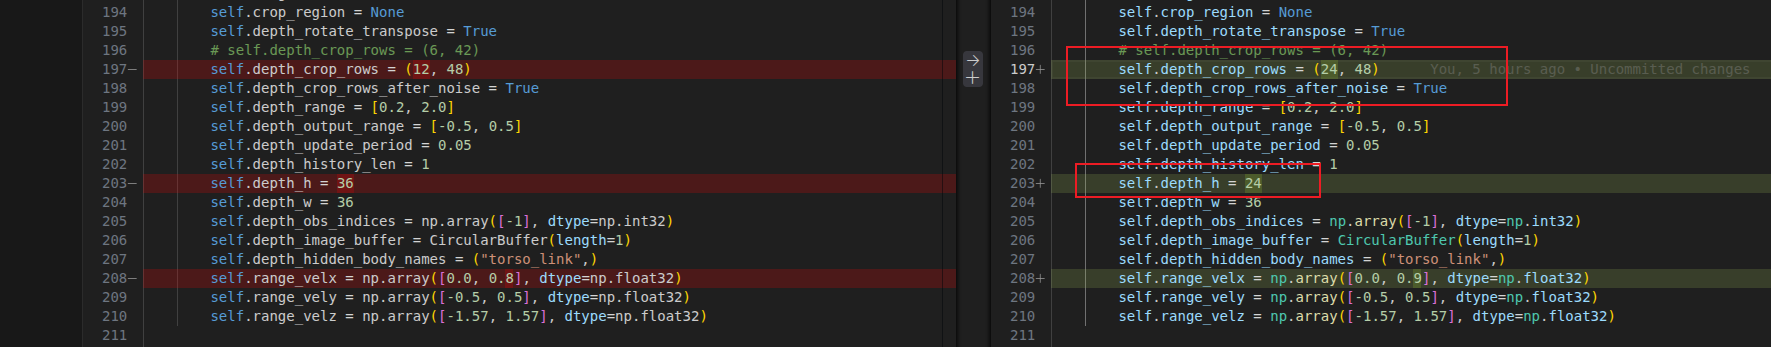 194 self.crop_region = None
195 self.depth_rotate_transpose = True
196 # self.depth_crop_rows = (6, 42)
197− self.depth_crop_rows = (12, 48)
198 self.depth_crop_rows_after_noise = True
199 self.depth_range = [0.2, 2.0]
200 self.depth_output_range = [-0.5, 0.5]
201 self.depth_update_period = 0.05
202 self.depth_history_len = 1
203− self.depth_h = 36
204 self.depth_w = 36
205 self.depth_obs_indices = np.array([-1], dtype=np.int32)
206 self.depth_image_buffer = CircularBuffer(length=1)
207 self.depth_hidden_body_names = ("torso_link",)
208− self.range_velx = np.array([0.0, 0.8], dtype=np.float32)
209 self.range_vely = np.array([-0.5, 0.5], dtype=np.float32)
210 self.range_velz = np.array([-1.57, 1.57], dtype=np.float32)
211
194 self.crop_region = None
195 self.depth_rotate_transpose = True
196 # self.depth_crop_rows = (6, 42)
197+ self.depth_crop_rows = (24, 48) You, 5 hours ago • Uncommitted changes
198 self.depth_crop_rows_after_noise = True
199 self.depth_range = [0.2, 2.0]
200 self.depth_output_range = [-0.5, 0.5]
201 self.depth_update_period = 0.05
202 self.depth_history_len = 1
203+ self.depth_h = 24
204 self.depth_w = 36
205 self.depth_obs_indices = np.array([-1], dtype=np.int32)
206 self.depth_image_buffer = CircularBuffer(length=1)
207 self.depth_hidden_body_names = ("torso_link",)
208+ self.range_velx = np.array([0.0, 0.9], dtype=np.float32)
209 self.range_vely = np.array([-0.5, 0.5], dtype=np.float32)
210 self.range_velz = np.array([-1.57, 1.57], dtype=np.float32)
211